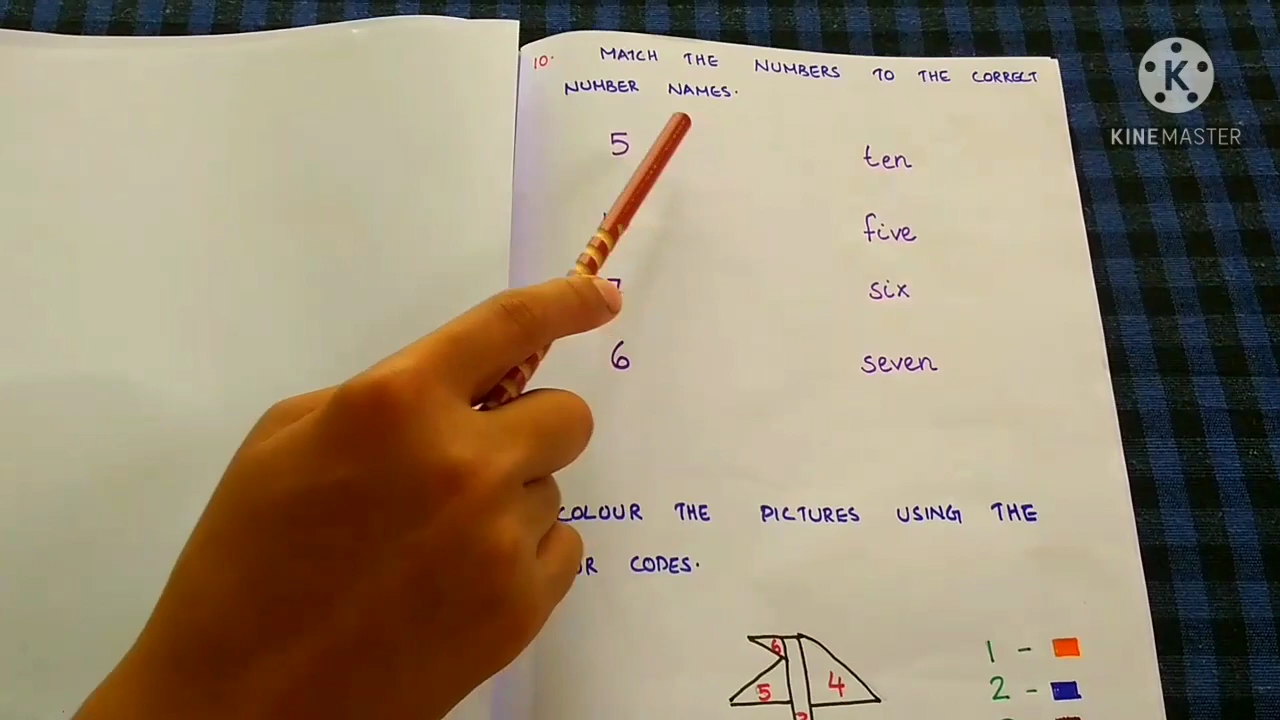 10. MATCH THE NUMBERS TO THE CORRECT
NUMBER NAMES.
5 ten
five
six
6 seven
COLOUR THE PICTURES USING THE
CODES.
6
5 4
1 -
2 -
K
KINEMASTER